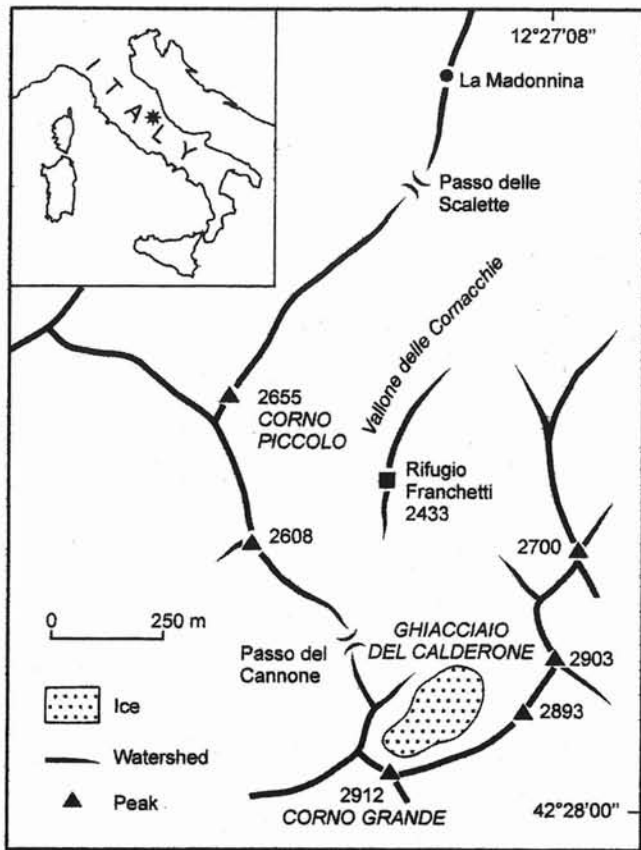 ITALY
12°27'08"
La Madonnina
Passo delle
Scalette
Vallone delle Cornacchie
2655
CORNO
PICCOLO
Rifugio
Franchetti
2433
2608
2700
0 250 m
GHIACCIAIO
DEL CALDERONE
Passo del
Cannone
2903
Ice
2893
Watershed
Peak
2912
CORNO GRANDE
42°28'00"